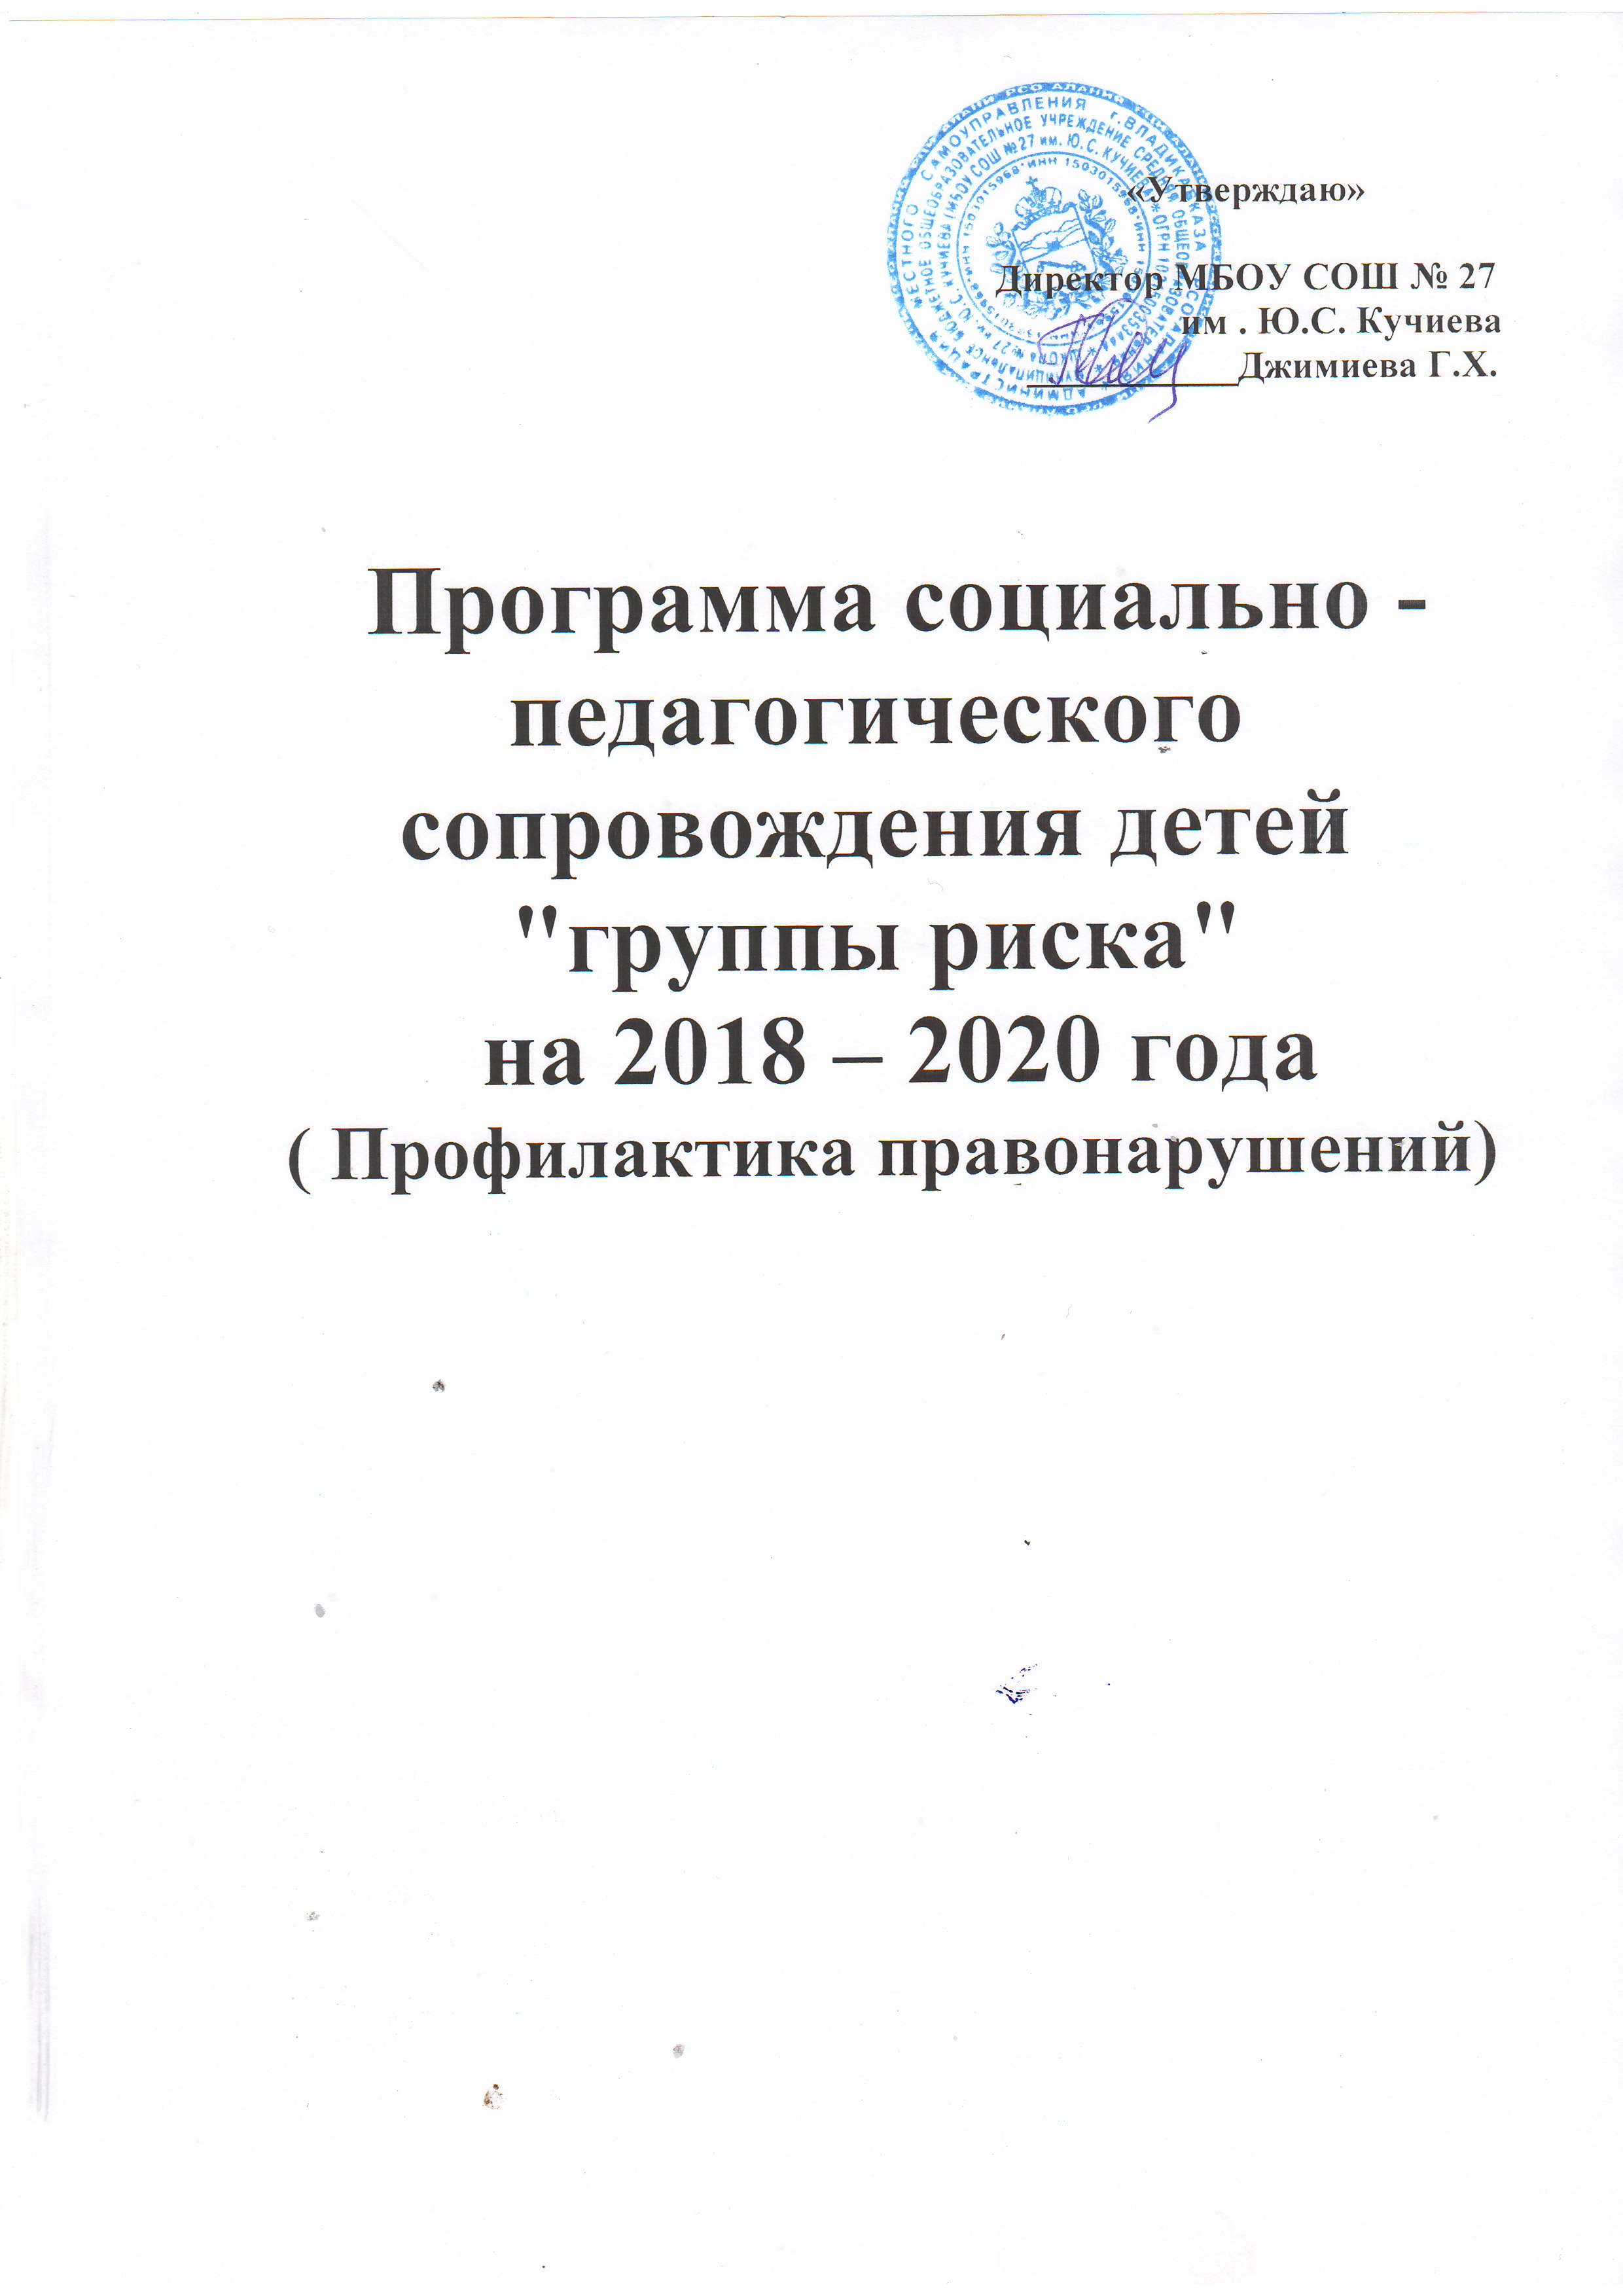 «Утверждаю»
Директор МБОУ СОШ № 27
им . Ю.С. Кучиева
Джимиева Г.Х.
Программа социально -
педагогического
сопровождения детей
"группы риска"
на 2018 – 2020 года
( Профилактика правонарушений)